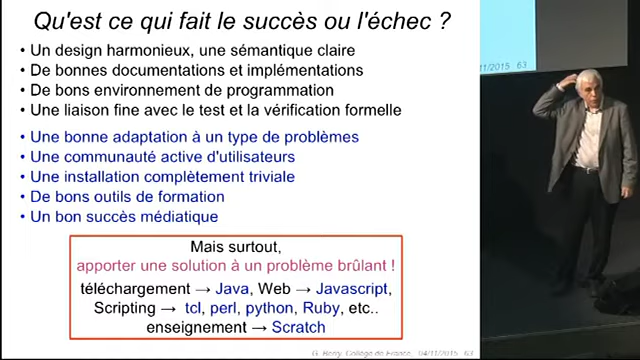 Qu'est ce qui fait le succès ou l'échec ?
• Un design harmonieux, une sémantique claire
• De bonnes documentations et implémentations
• De bons environnement de programmation
• Une liaison fine avec le test et la vérification formelle
• Une bonne adaptation à un type de problèmes
• Une communauté active d'utilisateurs
• Une installation complètement triviale
• De bons outils de formation
• Un bon succès médiatique
Mais surtout,
apporter une solution à un problème brûlant !
téléchargement → Java, Web → Javascript,
Scripting → tcl, perl, python, Ruby, etc..
enseignement → Scratch
G. Berry, Collège de France, 04/11/2015 63
11/2015 63